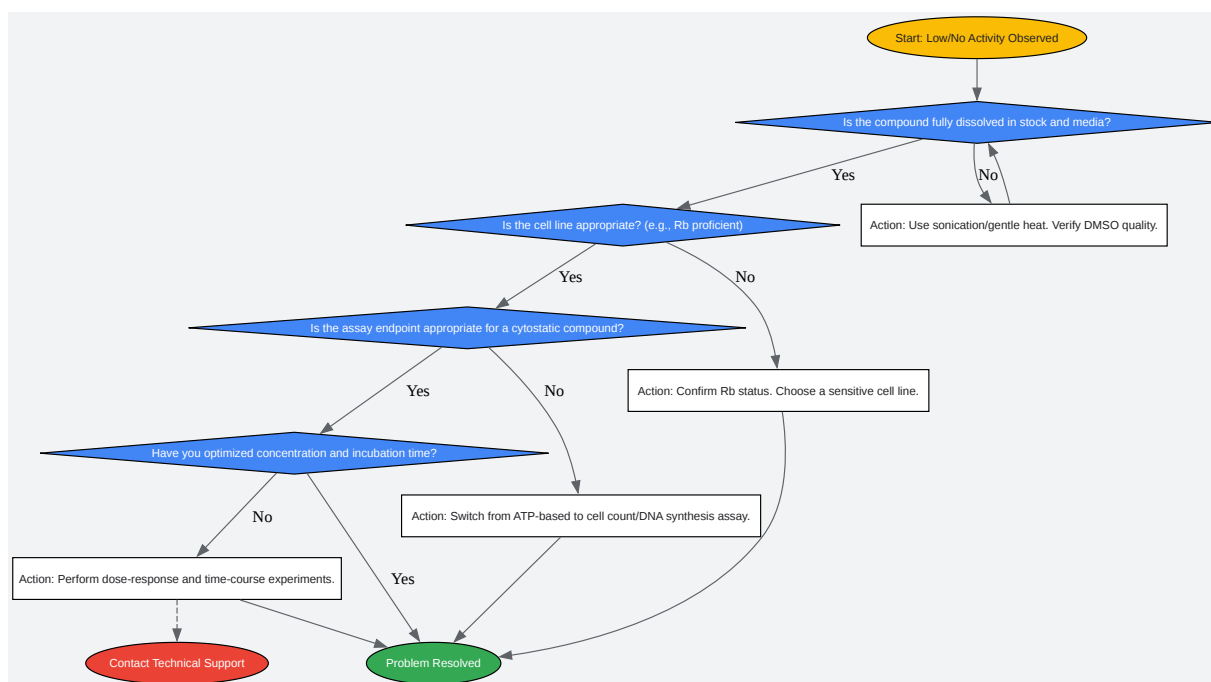 Start: Low/No Activity Observed
Is the compound fully dissolved in stock and media?
Yes
No
Is the cell line appropriate? (e.g., Rb proficient)
Action: Use sonication/gentle heat. Verify DMSO quality.
Yes
No
Is the assay endpoint appropriate for a cytostatic compound?
Yes
No
Action: Confirm Rb status. Choose a sensitive cell line.
Have you optimized concentration and incubation time?
No
Action: Switch from ATP-based to cell count/DNA synthesis assay.
Yes
Action: Perform dose-response and time-course experiments.
Contact Technical Support
Problem Resolved